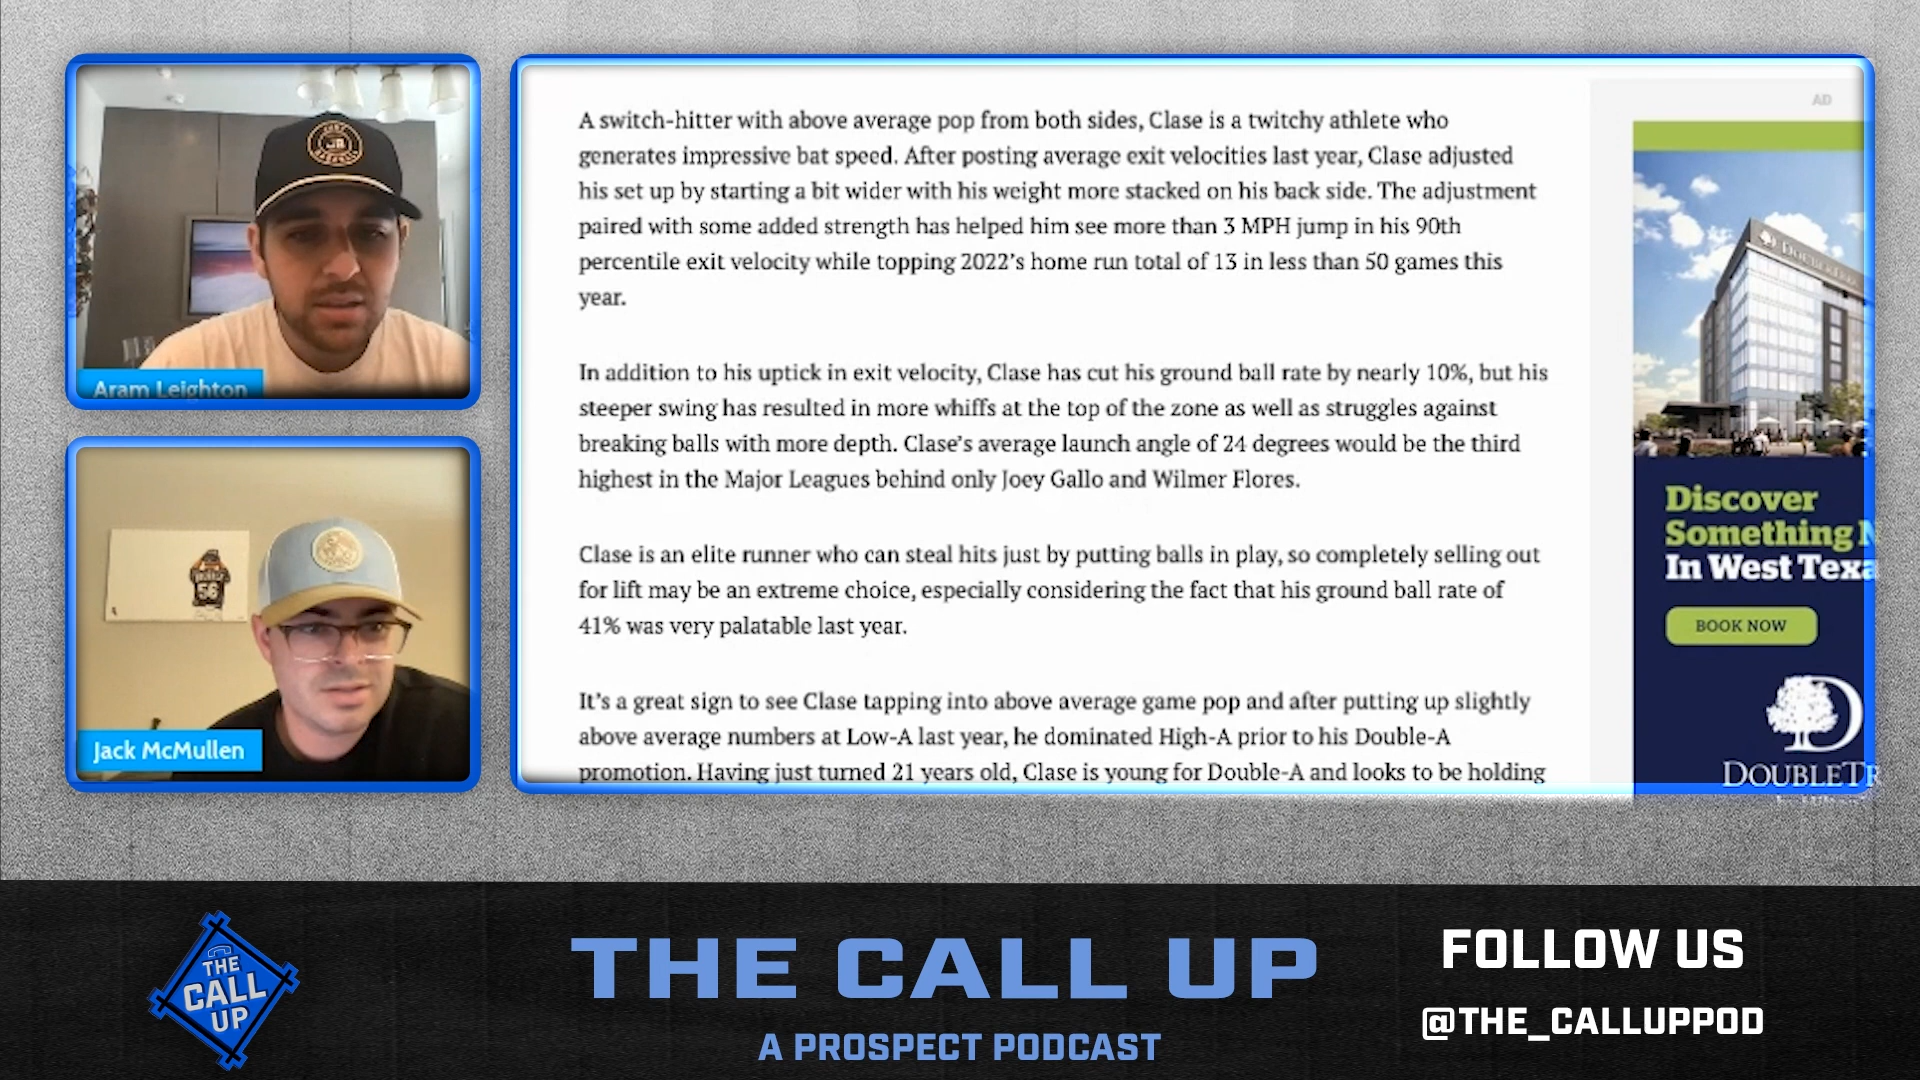 Aram Leighton
Jack McMullen
56
A switch-hitter with above average pop from both sides, Clase is a twitchy athlete who
generates impressive bat speed. After posting average exit velocities last year, Clase adjusted
his set up by starting a bit wider with his weight more stacked on his back side. The adjustment
paired with some added strength has helped him see more than 3 MPH jump in his 90th
percentile exit velocity while topping 2022’s home run total of 13 in less than 50 games this
year.
In addition to his uptick in exit velocity, Clase has cut his ground ball rate by nearly 10%, but his
steeper swing has resulted in more whiffs at the top of the zone as well as struggles against
breaking balls with more depth. Clase’s average launch angle of 24 degrees would be the third
highest in the Major Leagues behind only Joey Gallo and Wilmer Flores.
Clase is an elite runner who can steal hits just by putting balls in play, so completely selling out
for lift may be an extreme choice, especially considering the fact that his ground ball rate of
41% was very palatable last year.
It’s a great sign to see Clase tapping into above average game pop and after putting up slightly
above average numbers at Low-A last year, he dominated High-A prior to his Double-A
promotion. Having just turned 21 years old, Clase is young for Double-A and looks to be holding
AD
Discover
Something N
In West Texa
BOOK NOW
DOUBLETR
THE
CALL
UP
THE CALL UP
A PROSPECT PODCAST
FOLLOW US
@THE_CALLUPPOD